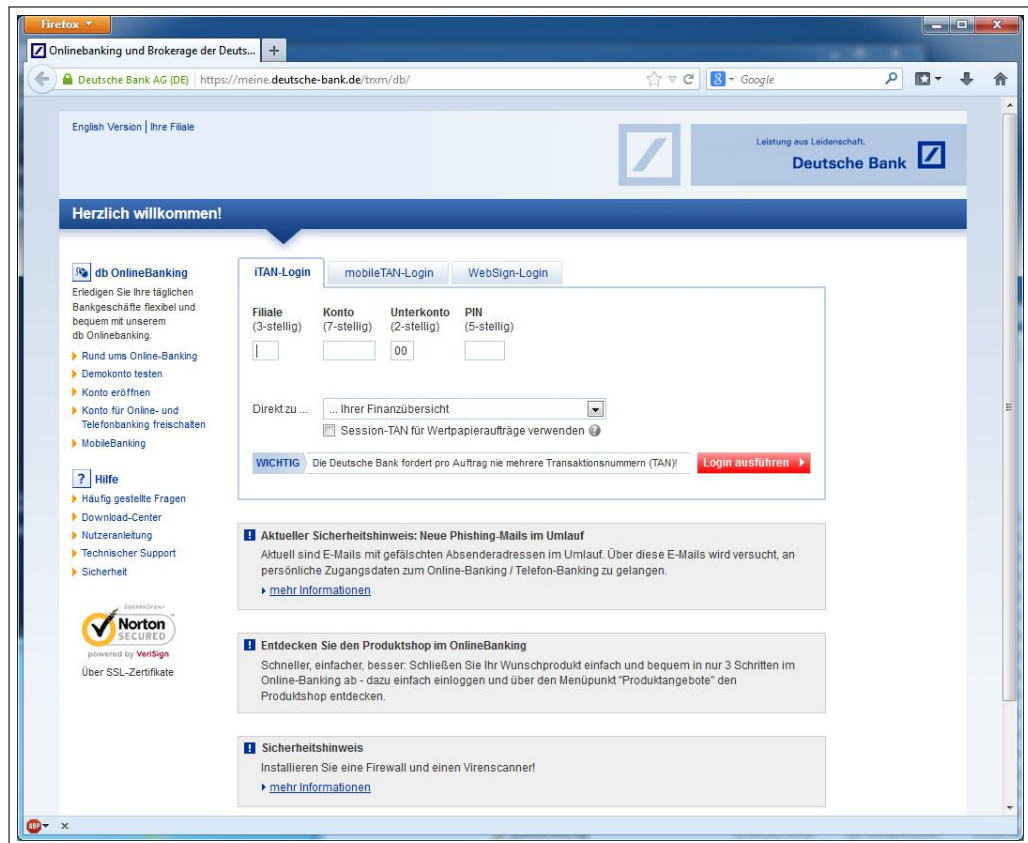 Firefox
Onlinebanking und Brokerage der Deuts...
Deutsche Bank AG (DE)
https://meine.deutsche-bank.de/trxm/db/
Google
English Version | Ihre Filiale
Leistung aus Leidenschaft.
Deutsche Bank
Herzlich willkommen!
db OnlineBanking
Erledigen Sie Ihre täglichen
Bankgeschäfte flexibel und
bequem mit unserem
db Onlinebanking.
Rund ums Online-Banking
Demokonto testen
Konto eröffnen
Konto für Online- und
Telefonbanking freischalten
MobileBanking
Hilfe
Häufig gestellte Fragen
Download-Center
Nutzeranleitung
Technischer Support
Sicherheit
ÜBERPRÜFEN
Norton
SECURED
powered by VeriSign
Über SSL-Zertifikate
iTAN-Login
mobileTAN-Login
WebSign-Login
Filiale Konto Unterkonto PIN
(3-stellig) (7-stellig) (2-stellig) (5-stellig)
00
Direkt zu ... ... Ihrer Finanzübersicht
Session-TAN für Wertpapieraufträge verwenden
WICHTIG Die Deutsche Bank fordert pro Auftrag nie mehrere Transaktionsnummern (TAN)! Login ausführen
Aktueller Sicherheitshinweis: Neue Phishing-Mails im Umlauf
Aktuell sind E-Mails mit gefälschten Absenderadressen im Umlauf. Über diese E-Mails wird versucht, an
persönliche Zugangsdaten zum Online-Banking / Telefon-Banking zu gelangen.
mehr Informationen
Entdecken Sie den Produktshop im OnlineBanking
Schneller, einfacher, besser: Schließen Sie Ihr Wunschprodukt einfach und bequem in nur 3 Schritten im
Online-Banking ab - dazu einfach einloggen und über den Menüpunkt "Produktangebote" den
Produktshop entdecken.
Sicherheitshinweis
Installieren Sie eine Firewall und einen Virenscanner!
mehr Informationen
ABP